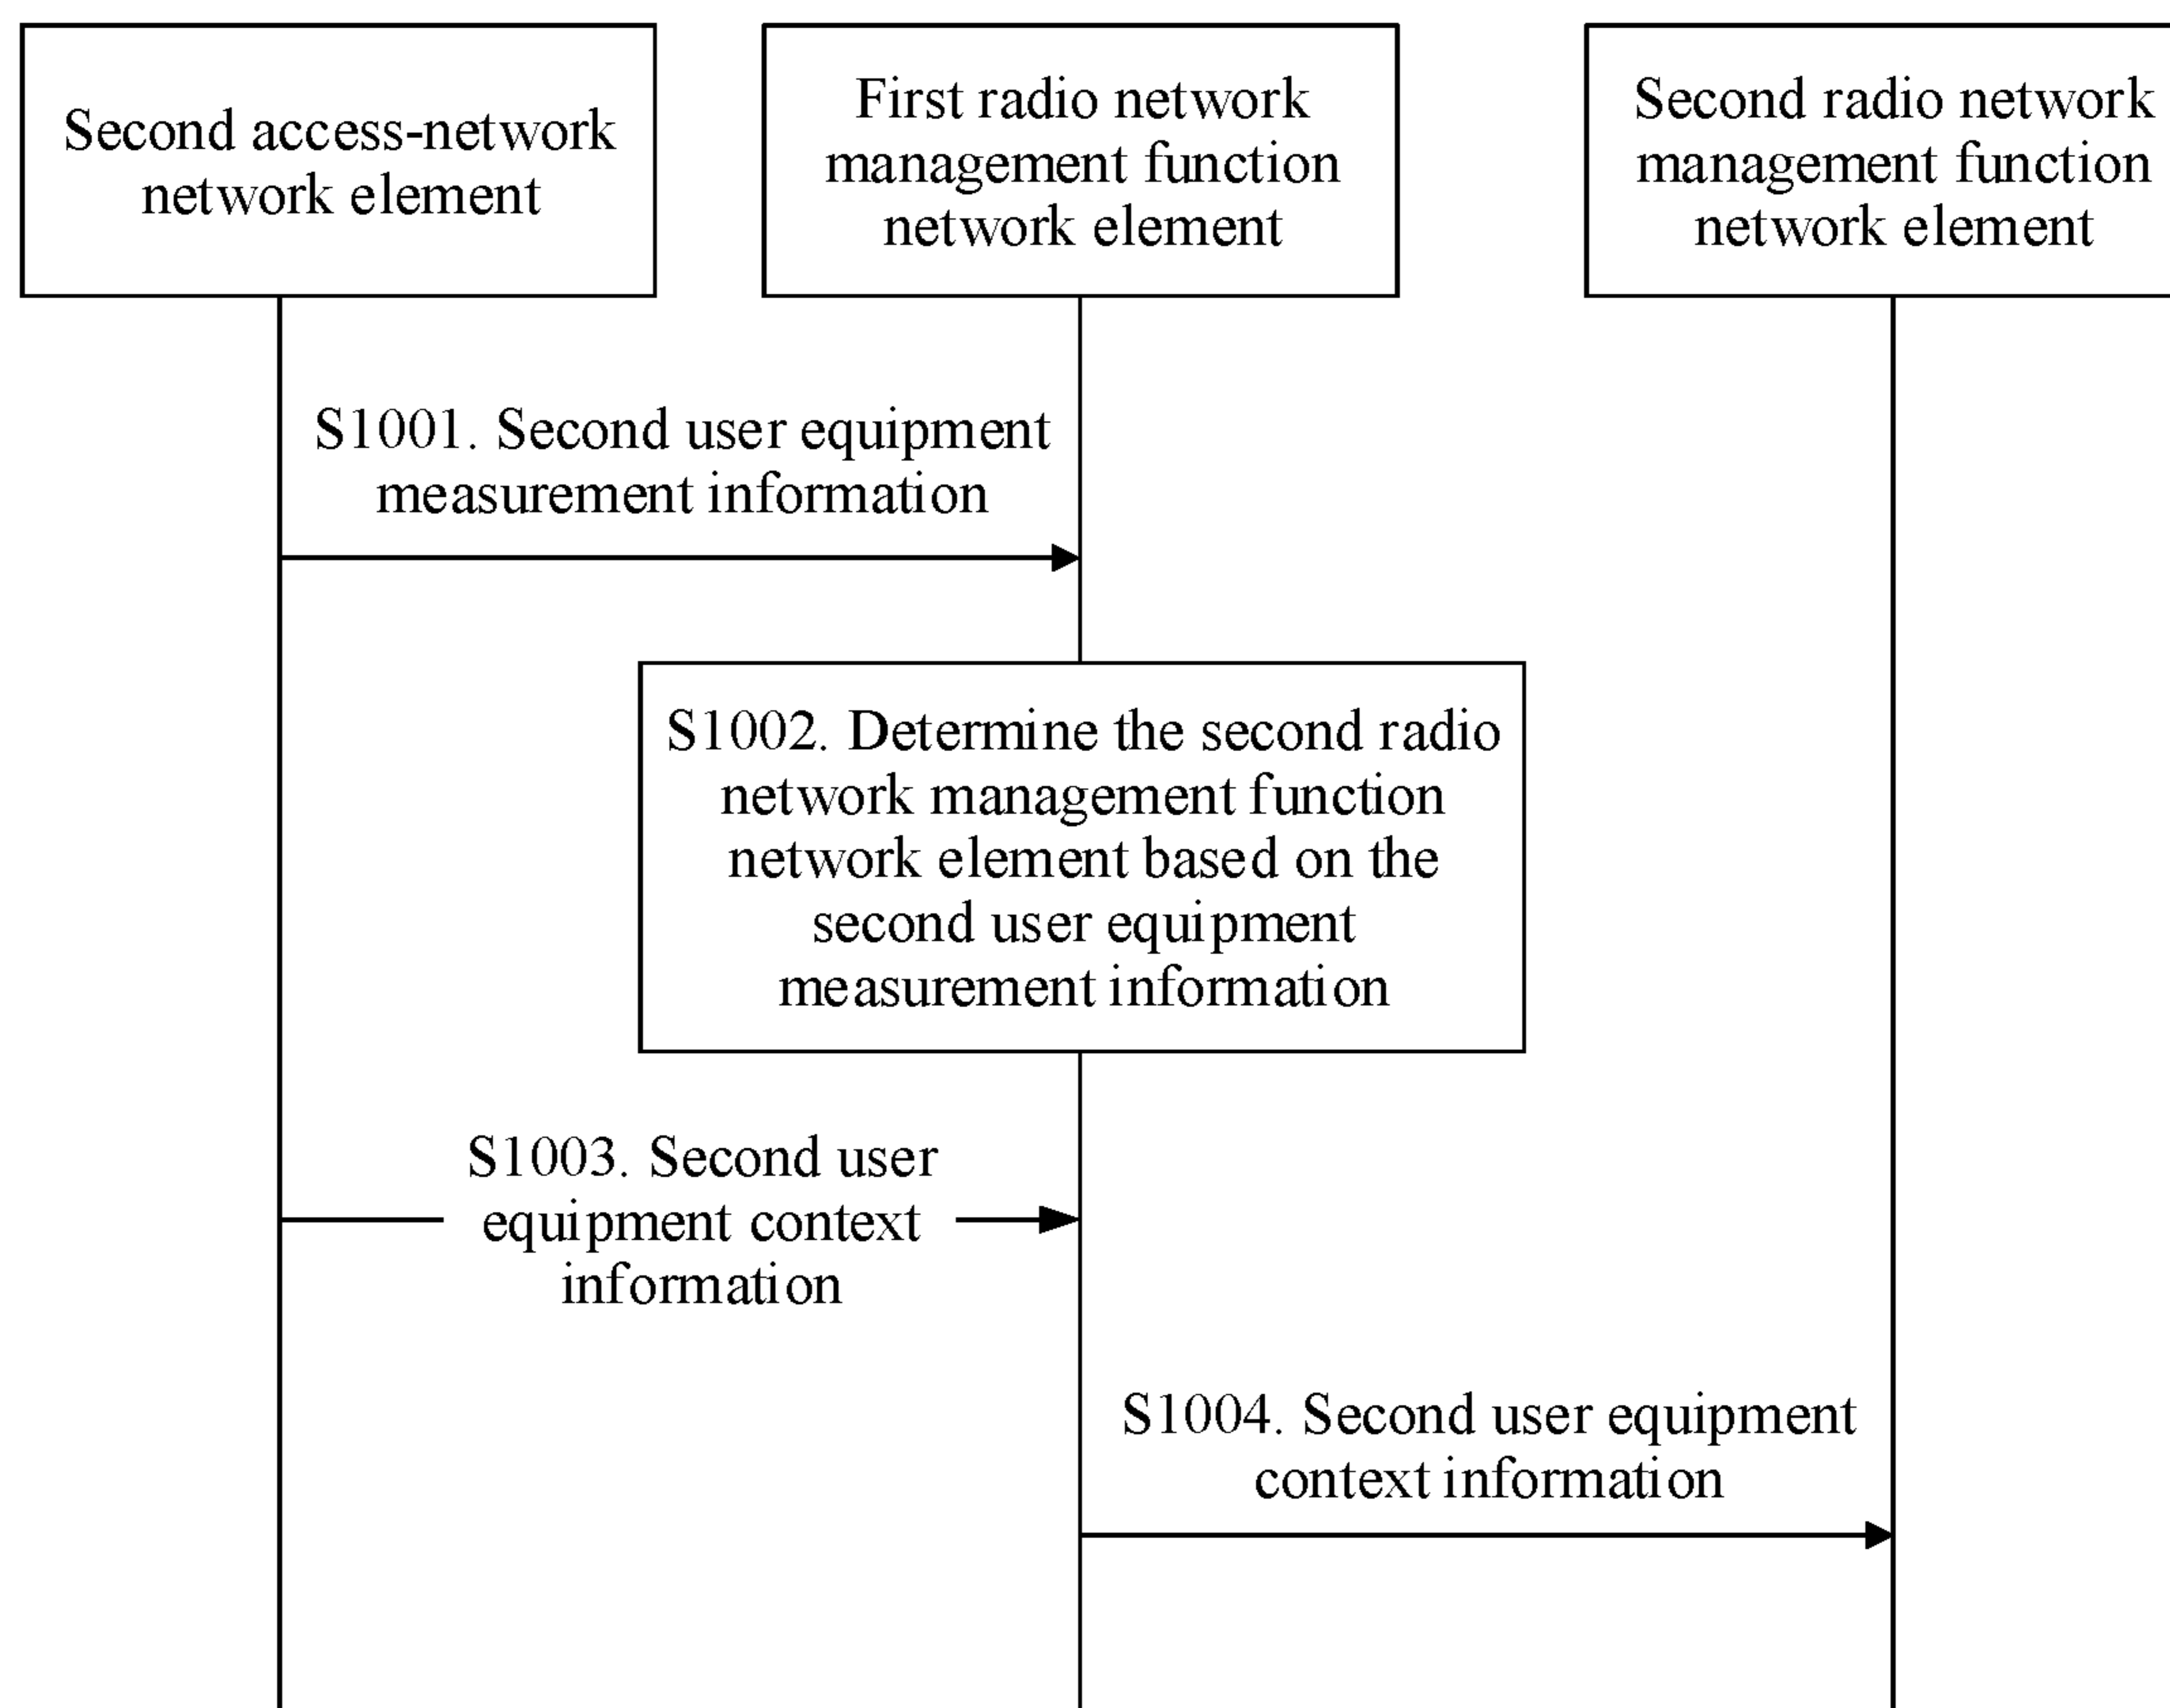 Second access-network
network element
First radio network
management function
network element
Second radio network
management function
network element
S1001. Second user equipment
measurement information
S1002. Determine the second radio
network management function
network element based on the
second user equipment
measurement information
S1003. Second user
equipment context
information
S1004. Second user equipment
context information